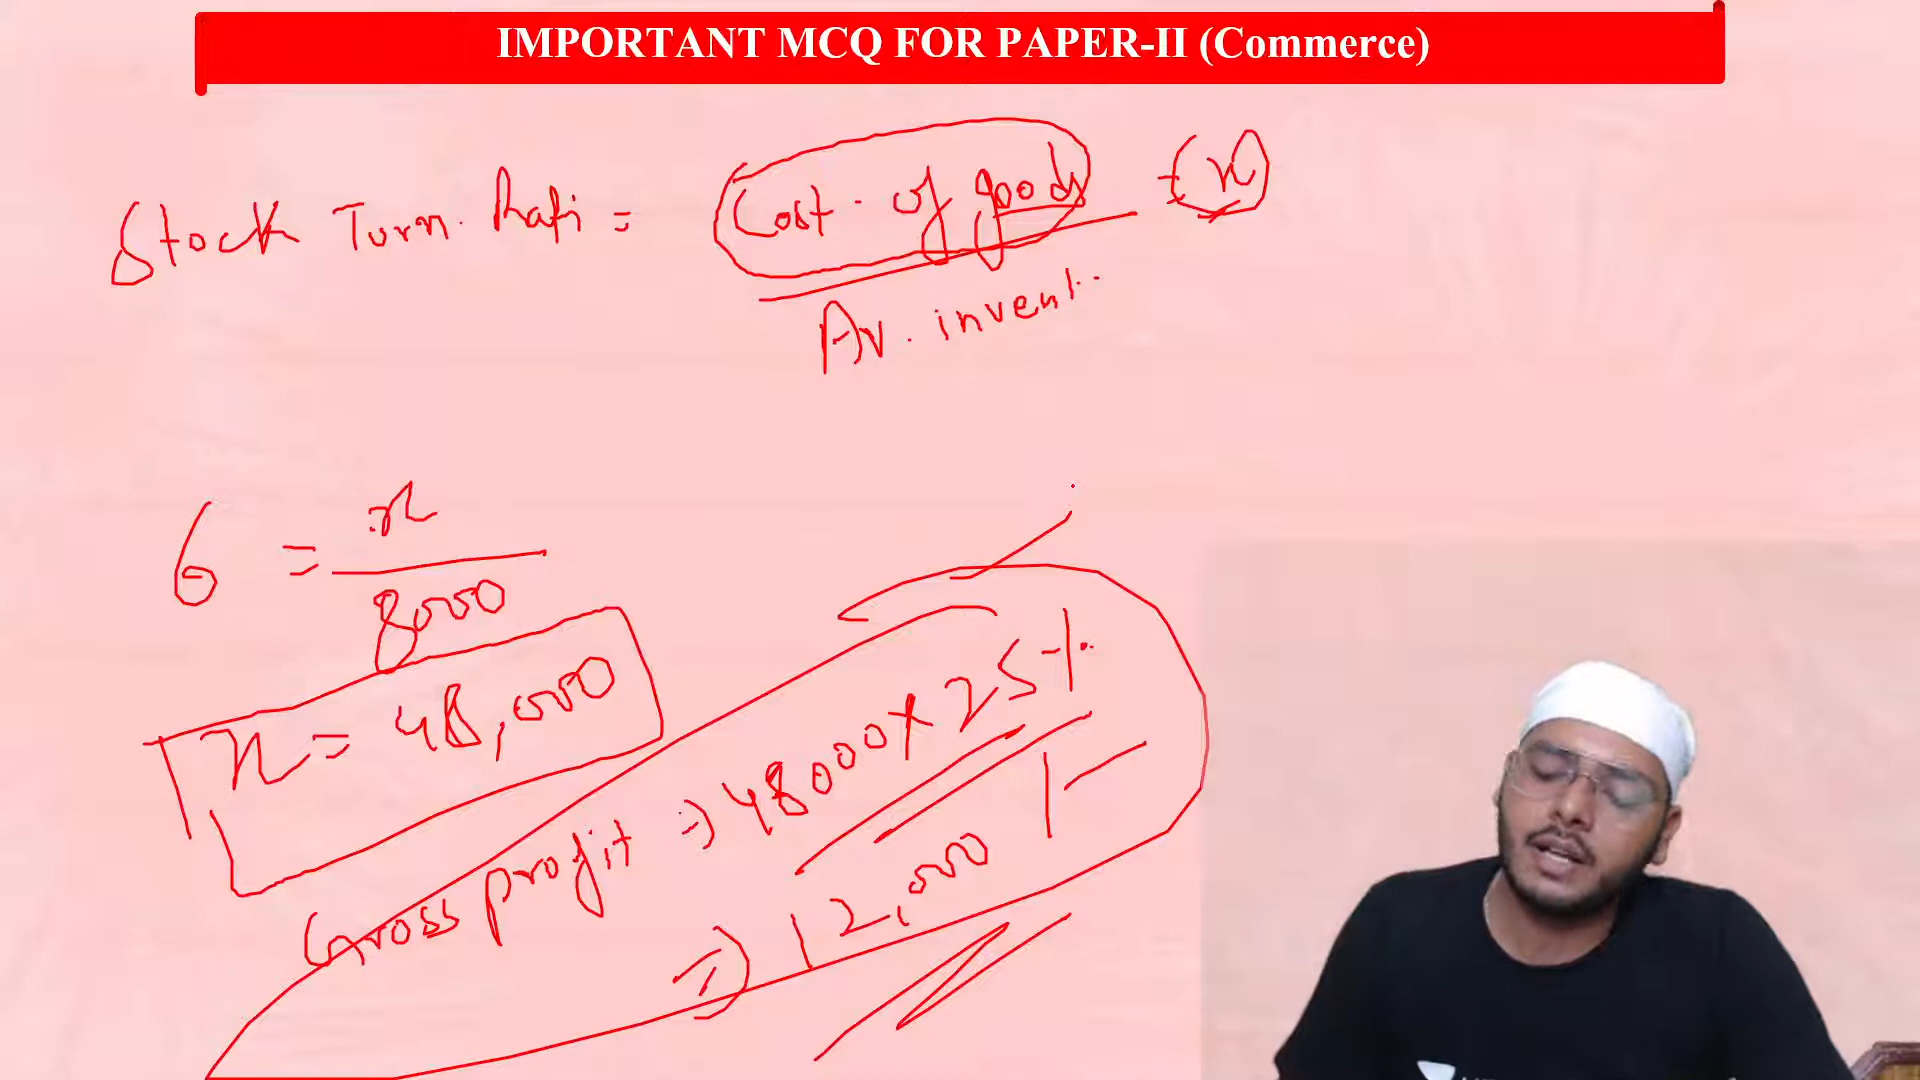 IMPORTANT MCQ FOR PAPER-II (Commerce)
Stock Turn. Rati = Cost. of goods (x)
Av. invent..
6 = x
8000
x = 48,000
Gross profit => 48000 x 25%
=> 12,000 /-